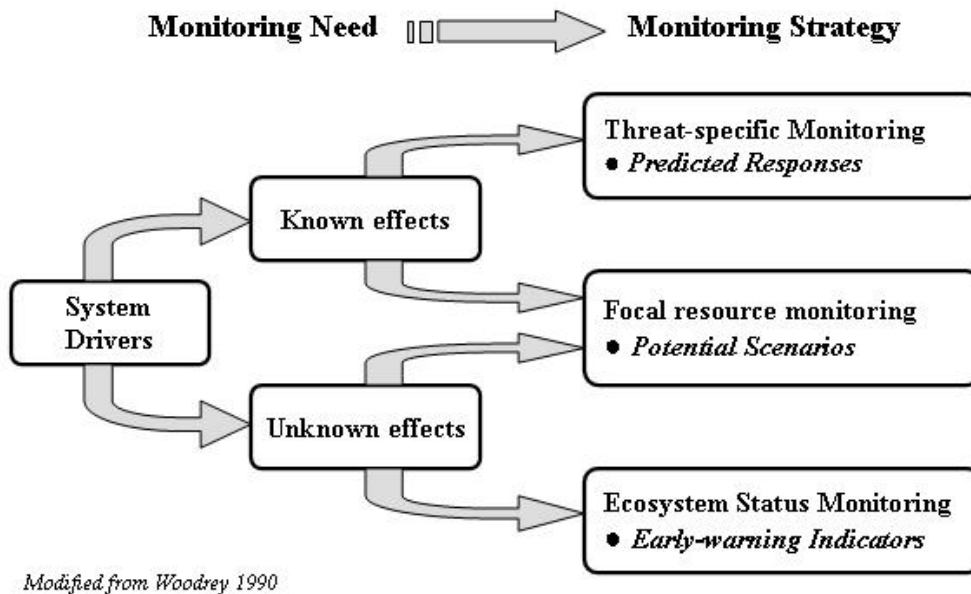 Monitoring Need
Monitoring Strategy
Threat-specific Monitoring
● Predicted Responses
Known effects
System
Drivers
Focal resource monitoring
● Potential Scenarios
Unknown effects
Ecosystem Status Monitoring
● Early-warning Indicators
Modified from Woodrey 1990